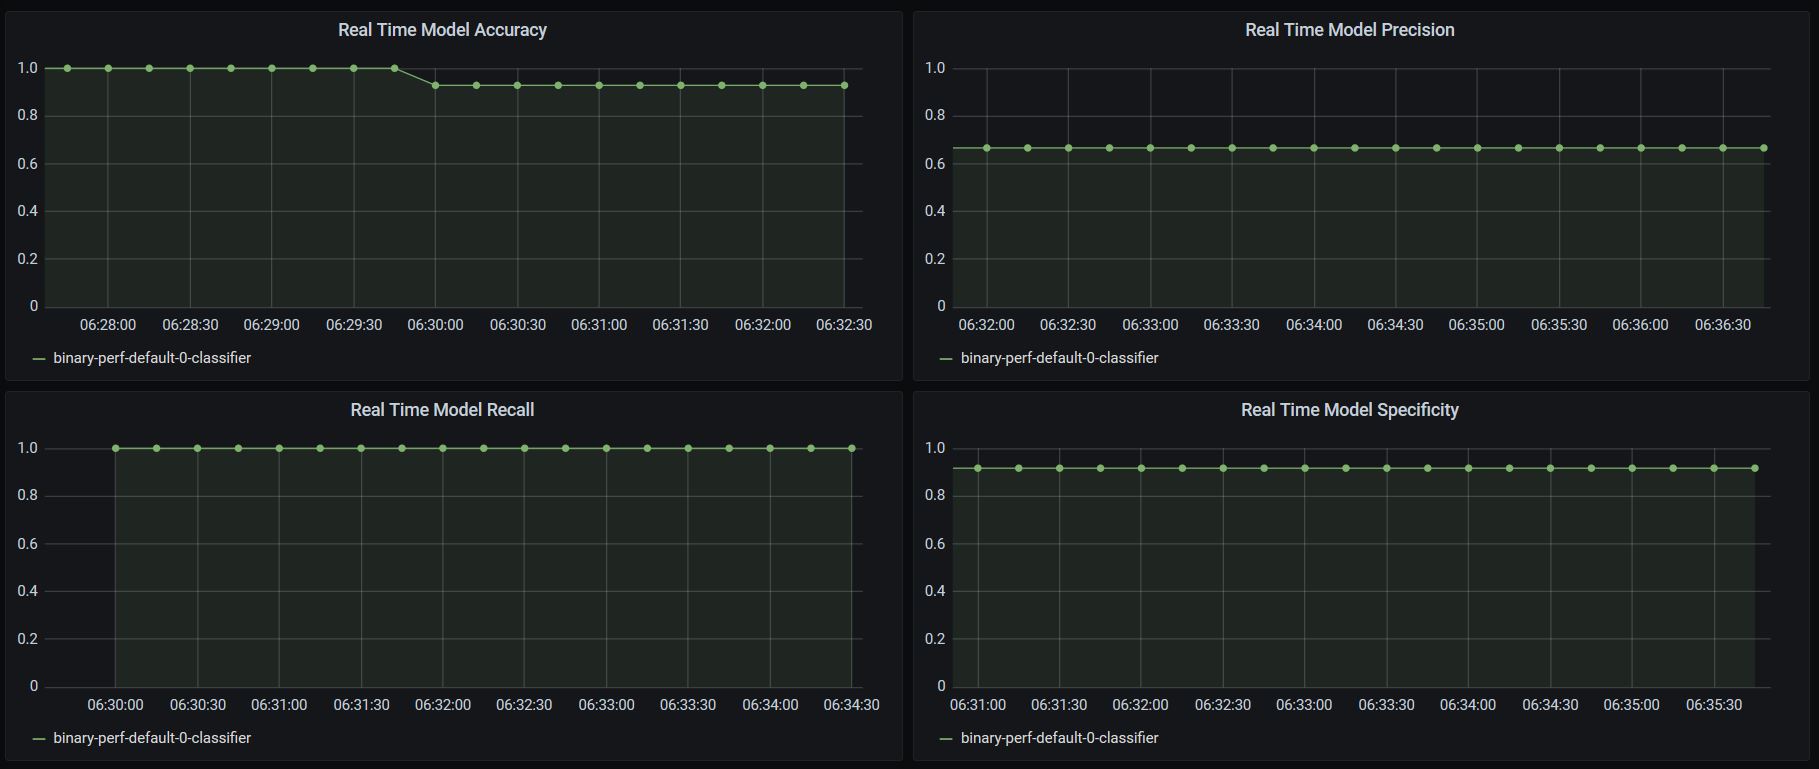 Real Time Model Accuracy
1.0
0.8
0.6
0.4
0.2
0
06:28:00 06:28:30 06:29:00 06:29:30 06:30:00 06:30:30 06:31:00 06:31:30 06:32:00 06:32:30
binary-perf-default-0-classifier
Real Time Model Precision
1.0
0.8
0.6
0.4
0.2
0
06:32:00 06:32:30 06:33:00 06:33:30 06:34:00 06:34:30 06:35:00 06:35:30 06:36:00 06:36:30
binary-perf-default-0-classifier
Real Time Model Recall
1.0
0.8
0.6
0.4
0.2
0
06:30:00 06:30:30 06:31:00 06:31:30 06:32:00 06:32:30 06:33:00 06:33:30 06:34:00 06:34:30
binary-perf-default-0-classifier
Real Time Model Specificity
1.0
0.8
0.6
0.4
0.2
0
06:31:00 06:31:30 06:32:00 06:32:30 06:33:00 06:33:30 06:34:00 06:34:30 06:35:00 06:35:30
binary-perf-default-0-classifier